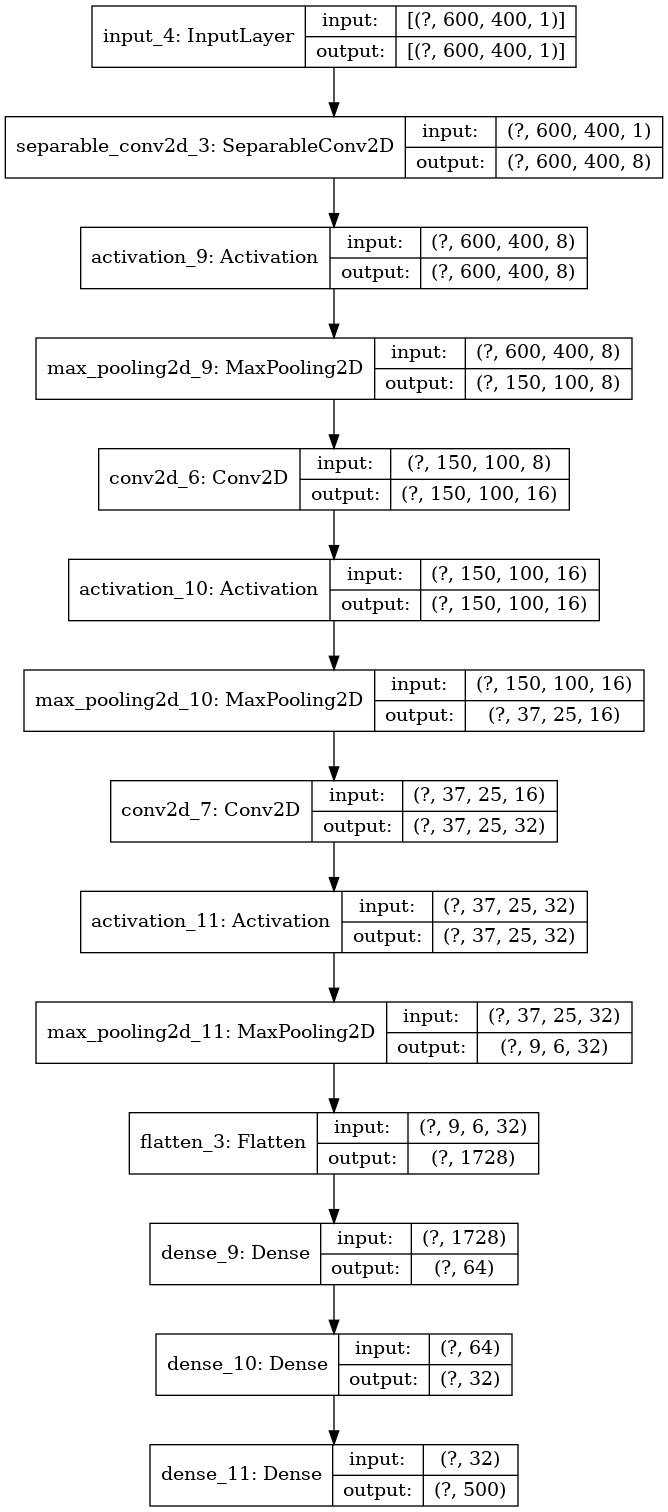 input_4: InputLayer
input:
[(?, 600, 400, 1)]
output:
[(?, 600, 400, 1)]
separable_conv2d_3: SeparableConv2D
input:
(?, 600, 400, 1)
output:
(?, 600, 400, 8)
activation_9: Activation
input:
(?, 600, 400, 8)
output:
(?, 600, 400, 8)
max_pooling2d_9: MaxPooling2D
input:
(?, 600, 400, 8)
output:
(?, 150, 100, 8)
conv2d_6: Conv2D
input:
(?, 150, 100, 8)
output:
(?, 150, 100, 16)
activation_10: Activation
input:
(?, 150, 100, 16)
output:
(?, 150, 100, 16)
max_pooling2d_10: MaxPooling2D
input:
(?, 150, 100, 16)
output:
(?, 37, 25, 16)
conv2d_7: Conv2D
input:
(?, 37, 25, 16)
output:
(?, 37, 25, 32)
activation_11: Activation
input:
(?, 37, 25, 32)
output:
(?, 37, 25, 32)
max_pooling2d_11: MaxPooling2D
input:
(?, 37, 25, 32)
output:
(?, 9, 6, 32)
flatten_3: Flatten
input:
(?, 9, 6, 32)
output:
(?, 1728)
dense_9: Dense
input:
(?, 1728)
output:
(?, 64)
dense_10: Dense
input:
(?, 64)
output:
(?, 32)
dense_11: Dense
input:
(?, 32)
output:
(?, 500)